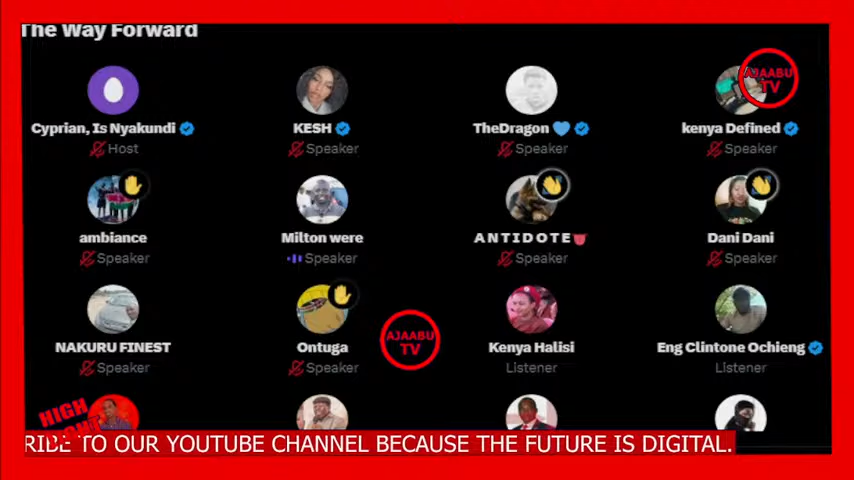 The Way Forward
AJAABU
TV
Cyprian, Is Nyakundi
Host
KESH
Speaker
TheDragon
Speaker
kenya Defined
Speaker
ambiance
Speaker
Milton were
Speaker
ANTIDOTE
Speaker
Dani Dani
Speaker
NAKURU FINEST
Speaker
Ontuga
Speaker
AJAABU
TV
Kenya Halisi
Listener
Eng Clintone Ochieng
Listener
HIGH
RIBE TO OUR YOUTUBE CHANNEL BECAUSE THE FUTURE IS DIGITAL.